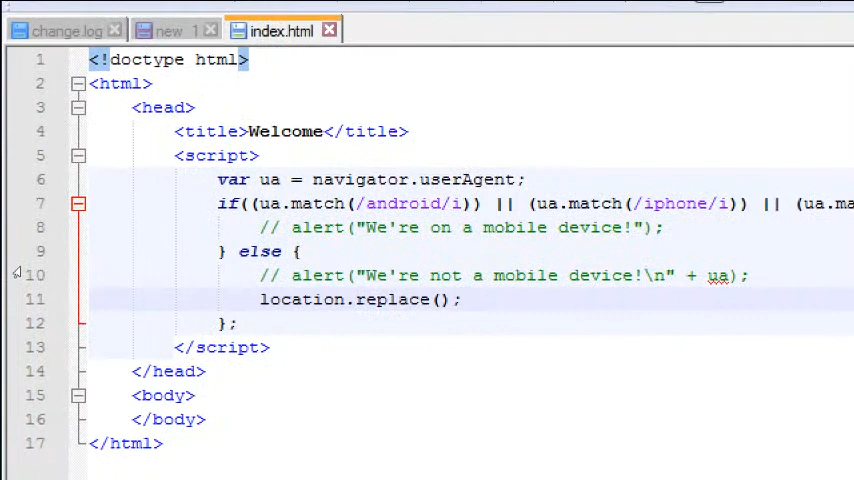 change.log new 1 index.html
1 <!doctype html>
2 <html>
3 <head>
4 <title>Welcome</title>
5 <script>
6 var ua = navigator.userAgent;
7 if((ua.match(/android/i)) || (ua.match(/iphone/i)) || (ua.ma
8 // alert("We're on a mobile device!");
9 } else {
10 // alert("We're not a mobile device!\n" + ua);
11 location.replace();
12 };
13 </script>
14 </head>
15 <body>
16 </body>
17 </html>